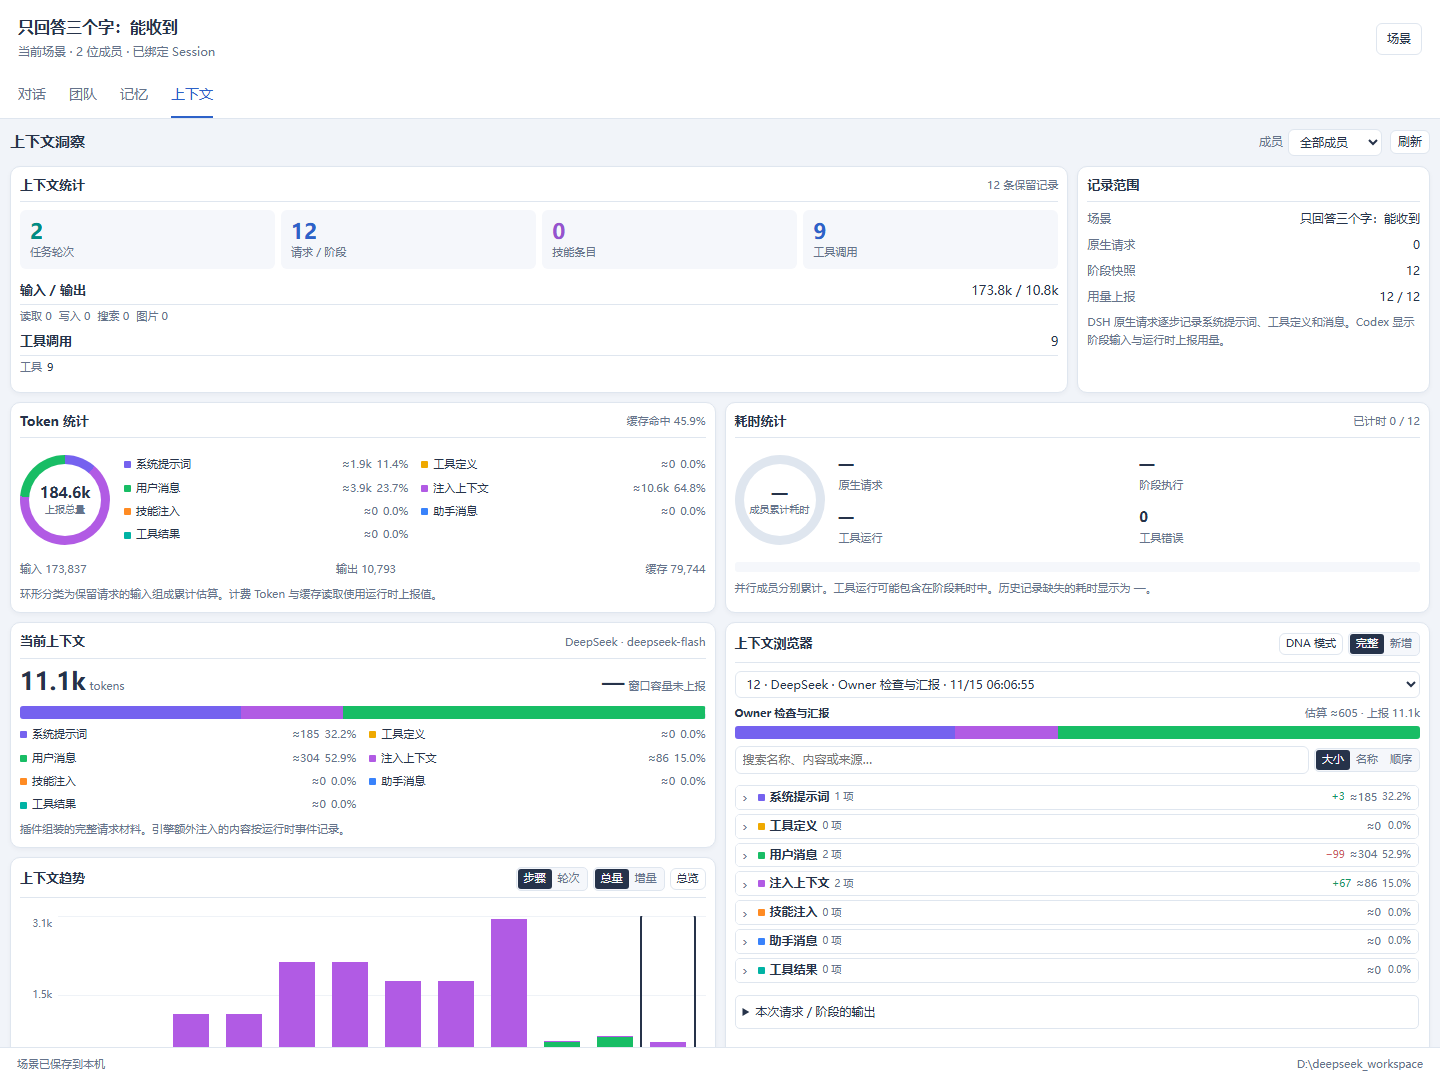 只回答三个字：能收到
当前场景 · 2 位成员 · 已绑定 Session
场景
对话 团队 记忆 上下文
上下文洞察
成员 全部成员 刷新
上下文统计 12 条保留记录
2 12 0 9
任务轮次 请求 / 阶段 技能条目 工具调用
输入 / 输出 173.8k / 10.8k
读取 0 写入 0 搜索 0 图片 0
工具调用 9
工具 9
记录范围
场景 只回答三个字：能收到
原生请求 0
阶段快照 12
用量上报 12 / 12
DSH 原生请求逐步记录系统提示词、工具定义和消息。Codex 显示
阶段输入与运行时上报用量。
Token 统计 缓存命中 45.9%
184.6k
上报总量
系统提示词 ≈1.9k 11.4% 工具定义 ≈0 0.0%
用户消息 ≈3.9k 23.7% 注入上下文 ≈10.6k 64.8%
技能注入 ≈0 0.0% 助手消息 ≈0 0.0%
工具结果 ≈0 0.0%
输入 173,837 输出 10,793 缓存 79,744
环形分类为保留请求的输入组成累计估算。计费 Token 与缓存读取使用运行时上报值。
耗时统计 已计时 0 / 12
—
成员累计耗时
— —
原生请求 阶段执行
— 0
工具运行 工具错误
并行成员分别累计。工具运行可能包含在阶段耗时中。历史记录缺失的耗时显示为 —。
当前上下文 DeepSeek · deepseek-flash
11.1k tokens — 窗口容量未上报
系统提示词 ≈185 32.2% 工具定义 ≈0 0.0%
用户消息 ≈304 52.9% 注入上下文 ≈86 15.0%
技能注入 ≈0 0.0% 助手消息 ≈0 0.0%
工具结果 ≈0 0.0%
插件组装的完整请求材料。引擎额外注入的内容按运行时事件记录。
上下文趋势 步骤 轮次 总量 增量 总览
3.1k
1.5k
上下文浏览器 DNA 模式 完整 新增
12 · DeepSeek · Owner 检查与汇报 · 11/15 06:06:55
Owner 检查与汇报 估算 ≈605 · 上报 11.1k
搜索名称、内容或来源... 大小 名称 顺序
› 系统提示词 1 项 +3 ≈185 32.2%
› 工具定义 0 项 ≈0 0.0%
› 用户消息 2 项 −99 ≈304 52.9%
› 注入上下文 2 项 +67 ≈86 15.0%
› 技能注入 0 项 ≈0 0.0%
› 助手消息 0 项 ≈0 0.0%
› 工具结果 0 项 ≈0 0.0%
▶ 本次请求 / 阶段的输出
场景已保存到本机 D:\deepseek_workspace